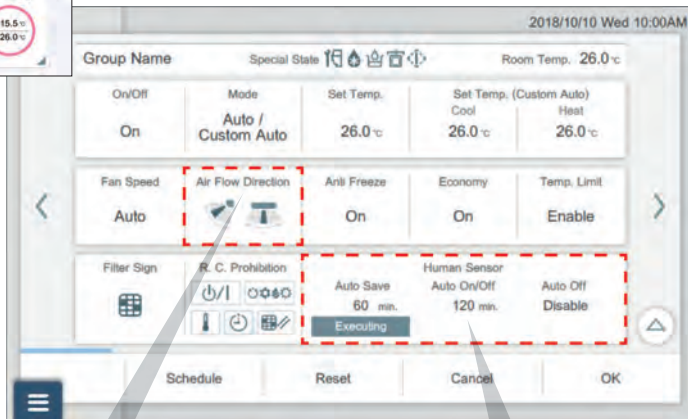 15.5 °C
26.0 °C
2018/10/10 Wed 10:00AM
Group Name
Special State
Room Temp. 26.0 °C
On/Off
On
Mode
Auto /
Custom Auto
Set Temp.
26.0 °C
Set Temp. (Custom Auto)
Cool Heat
26.0 °C 26.0 °C
Fan Speed
Auto
Air Flow Direction
Anti Freeze
On
Economy
On
Temp. Limit
Enable
Filter Sign
R. C. Prohibition
Human Sensor
Auto Save
60 min.
Executing
Auto On/Off
120 min.
Auto Off
Disable
Schedule Reset Cancel OK